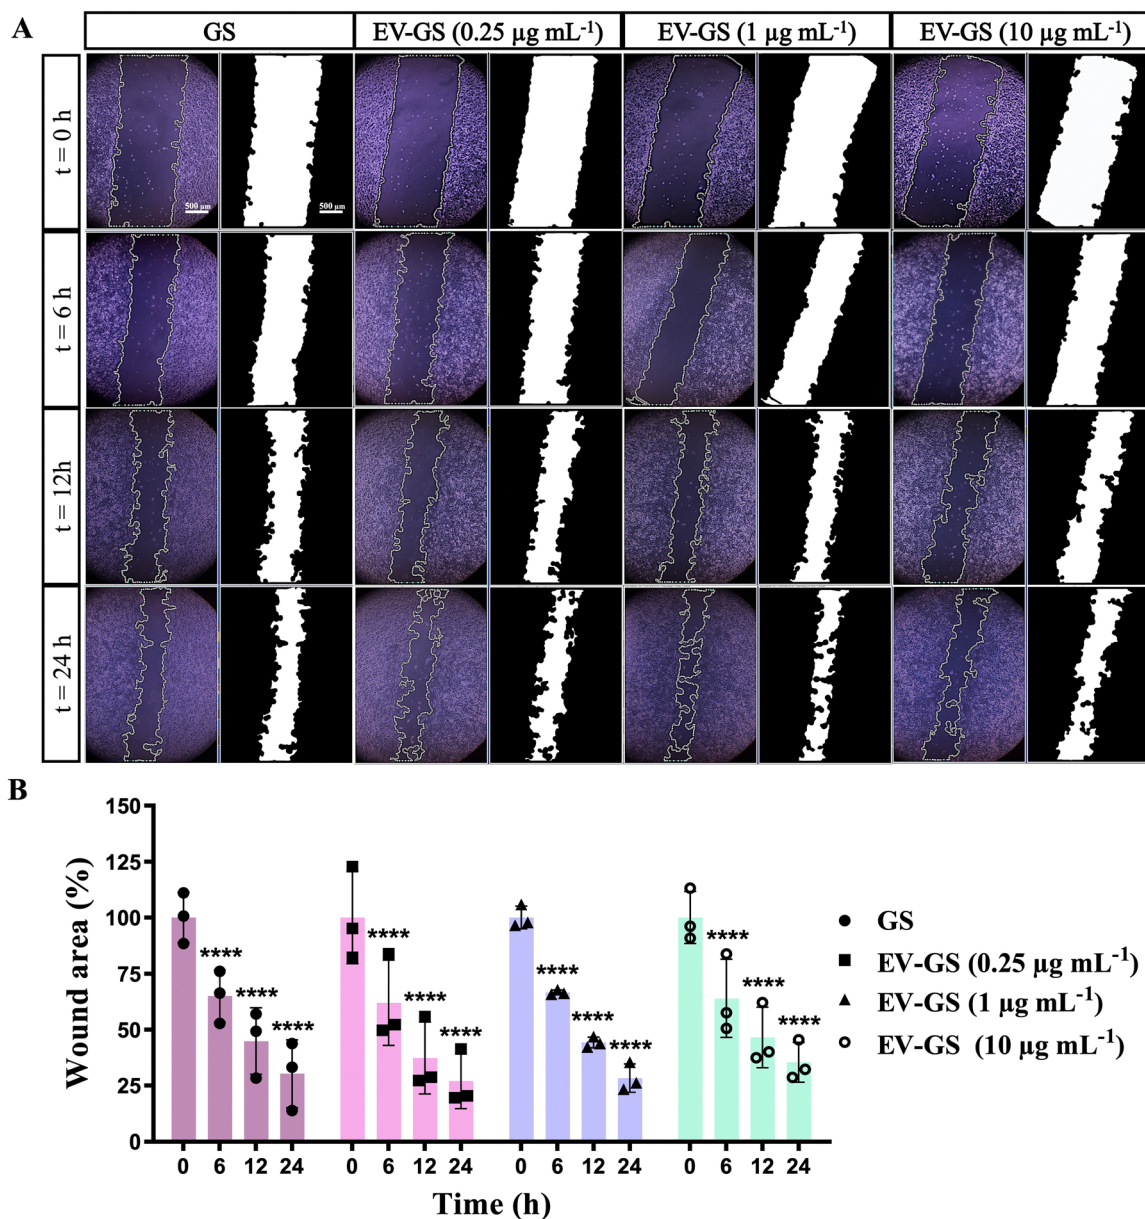 A
GS
EV-GS (0.25 µg mL⁻¹)
EV-GS (1 µg mL⁻¹)
EV-GS (10 µg mL⁻¹)
t = 0 h
500 µm
500 µm
t = 6 h
t = 12h
t = 24 h
B
Wound area (%)
150
125
100
75
50
25
0
**** **** ****
**** **** ****
**** **** ****
**** **** ****
0 6 12 24 0 6 12 24 0 6 12 24 0 6 12 24
Time (h)
GS
EV-GS (0.25 µg mL⁻¹)
EV-GS (1 µg mL⁻¹)
EV-GS (10 µg mL⁻¹)